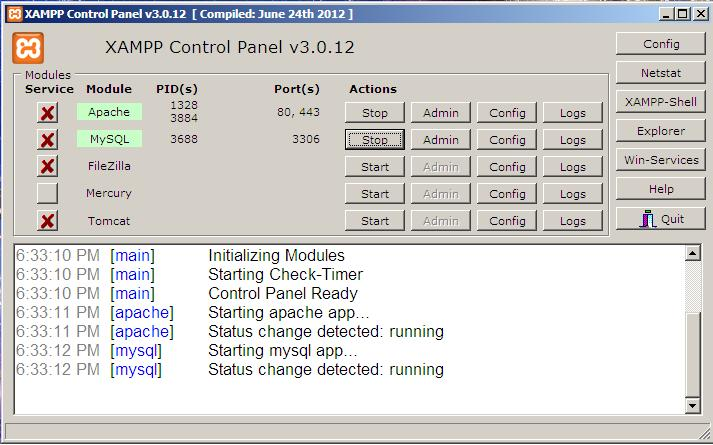 XAMPP Control Panel v3.0.12 [ Compiled: June 24th 2012 ]
XAMPP Control Panel v3.0.12
Config
Netstat
XAMPP-Shell
Explorer
Win-Services
Help
Quit
Modules
Service Module PID(s) Port(s) Actions
Apache 1328 3884 80, 443 Stop Admin Config Logs
MySQL 3688 3306 Stop Admin Config Logs
FileZilla Start Admin Config Logs
Mercury Start Admin Config Logs
Tomcat Start Admin Config Logs
6:33:10 PM [main] Initializing Modules
6:33:10 PM [main] Starting Check-Timer
6:33:10 PM [main] Control Panel Ready
6:33:11 PM [apache] Starting apache app...
6:33:11 PM [apache] Status change detected: running
6:33:12 PM [mysql] Starting mysql app...
6:33:12 PM [mysql] Status change detected: running